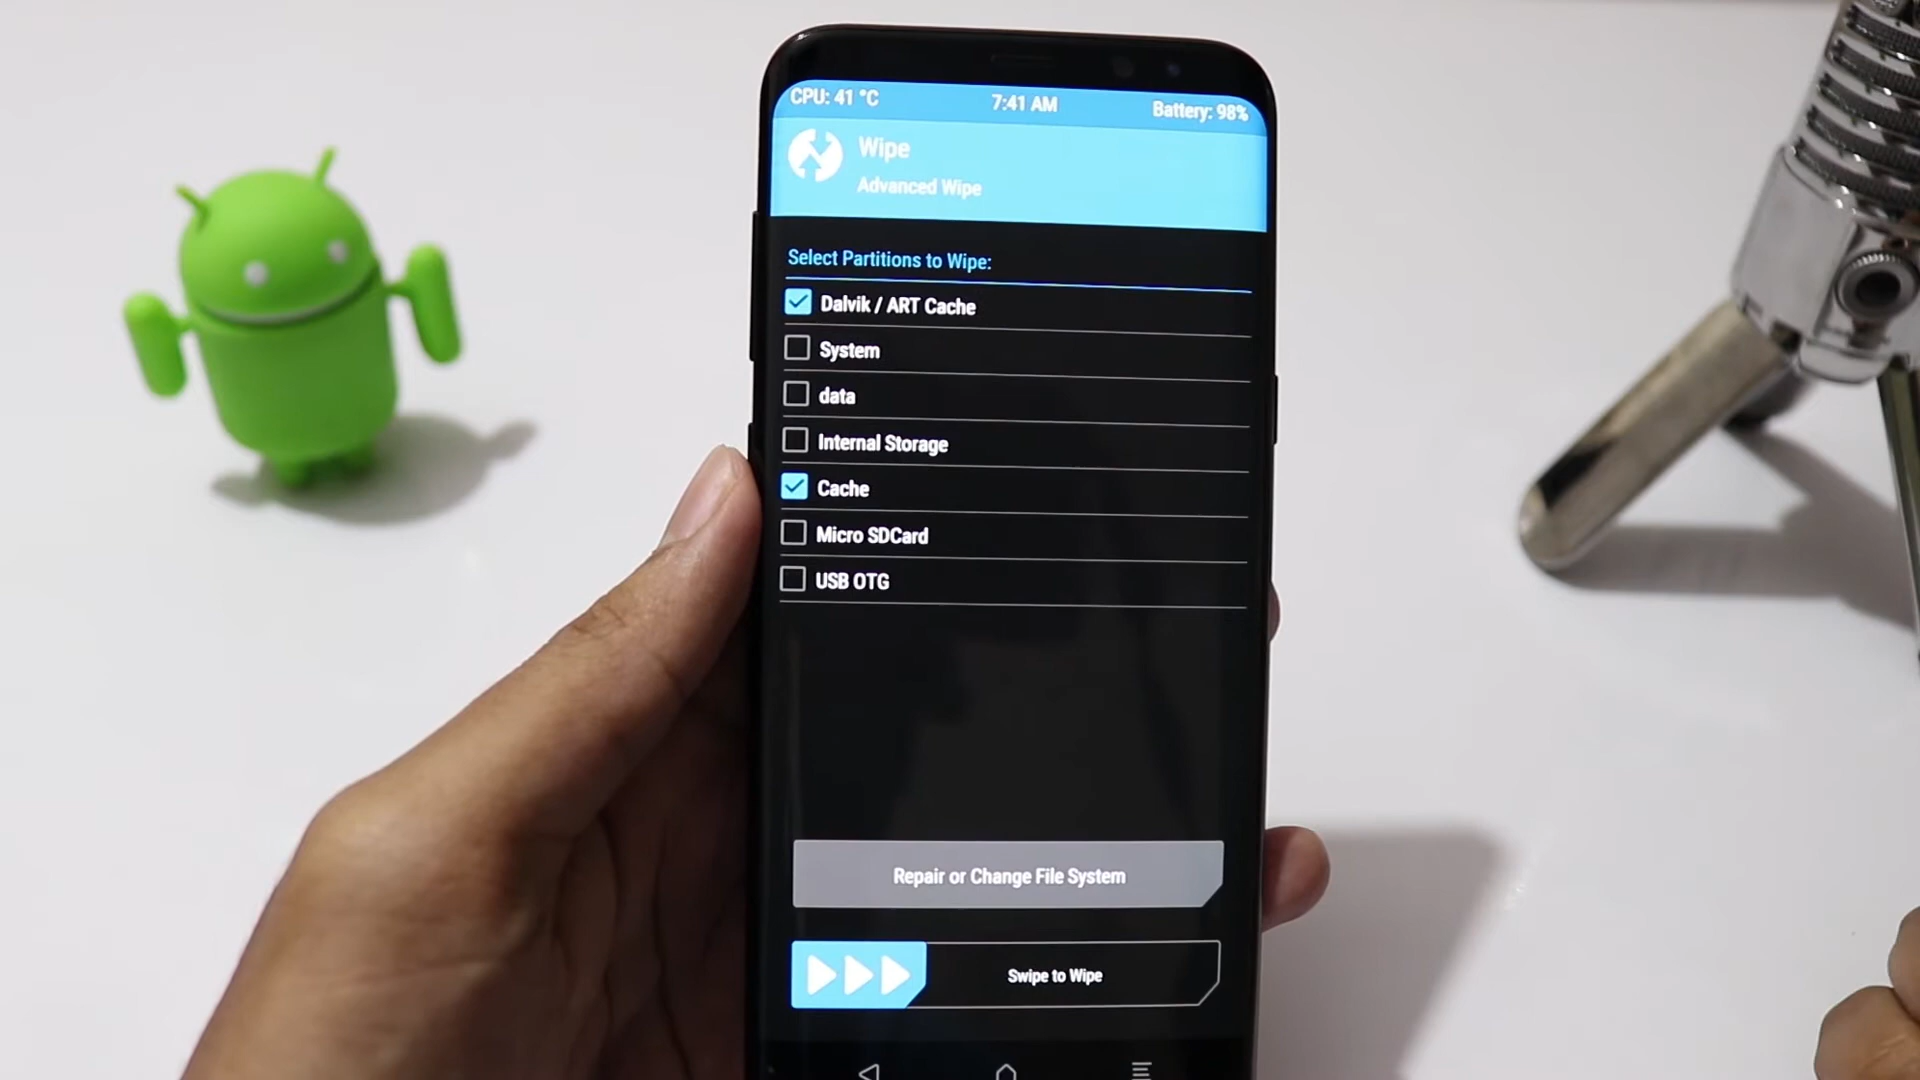 CPU: 41 °C 7:41 AM Battery: 98%
Wipe
Advanced Wipe
Select Partitions to Wipe:
Dalvik / ART Cache
System
data
Internal Storage
Cache
Micro SDCard
USB OTG
Repair or Change File System
Swipe to Wipe